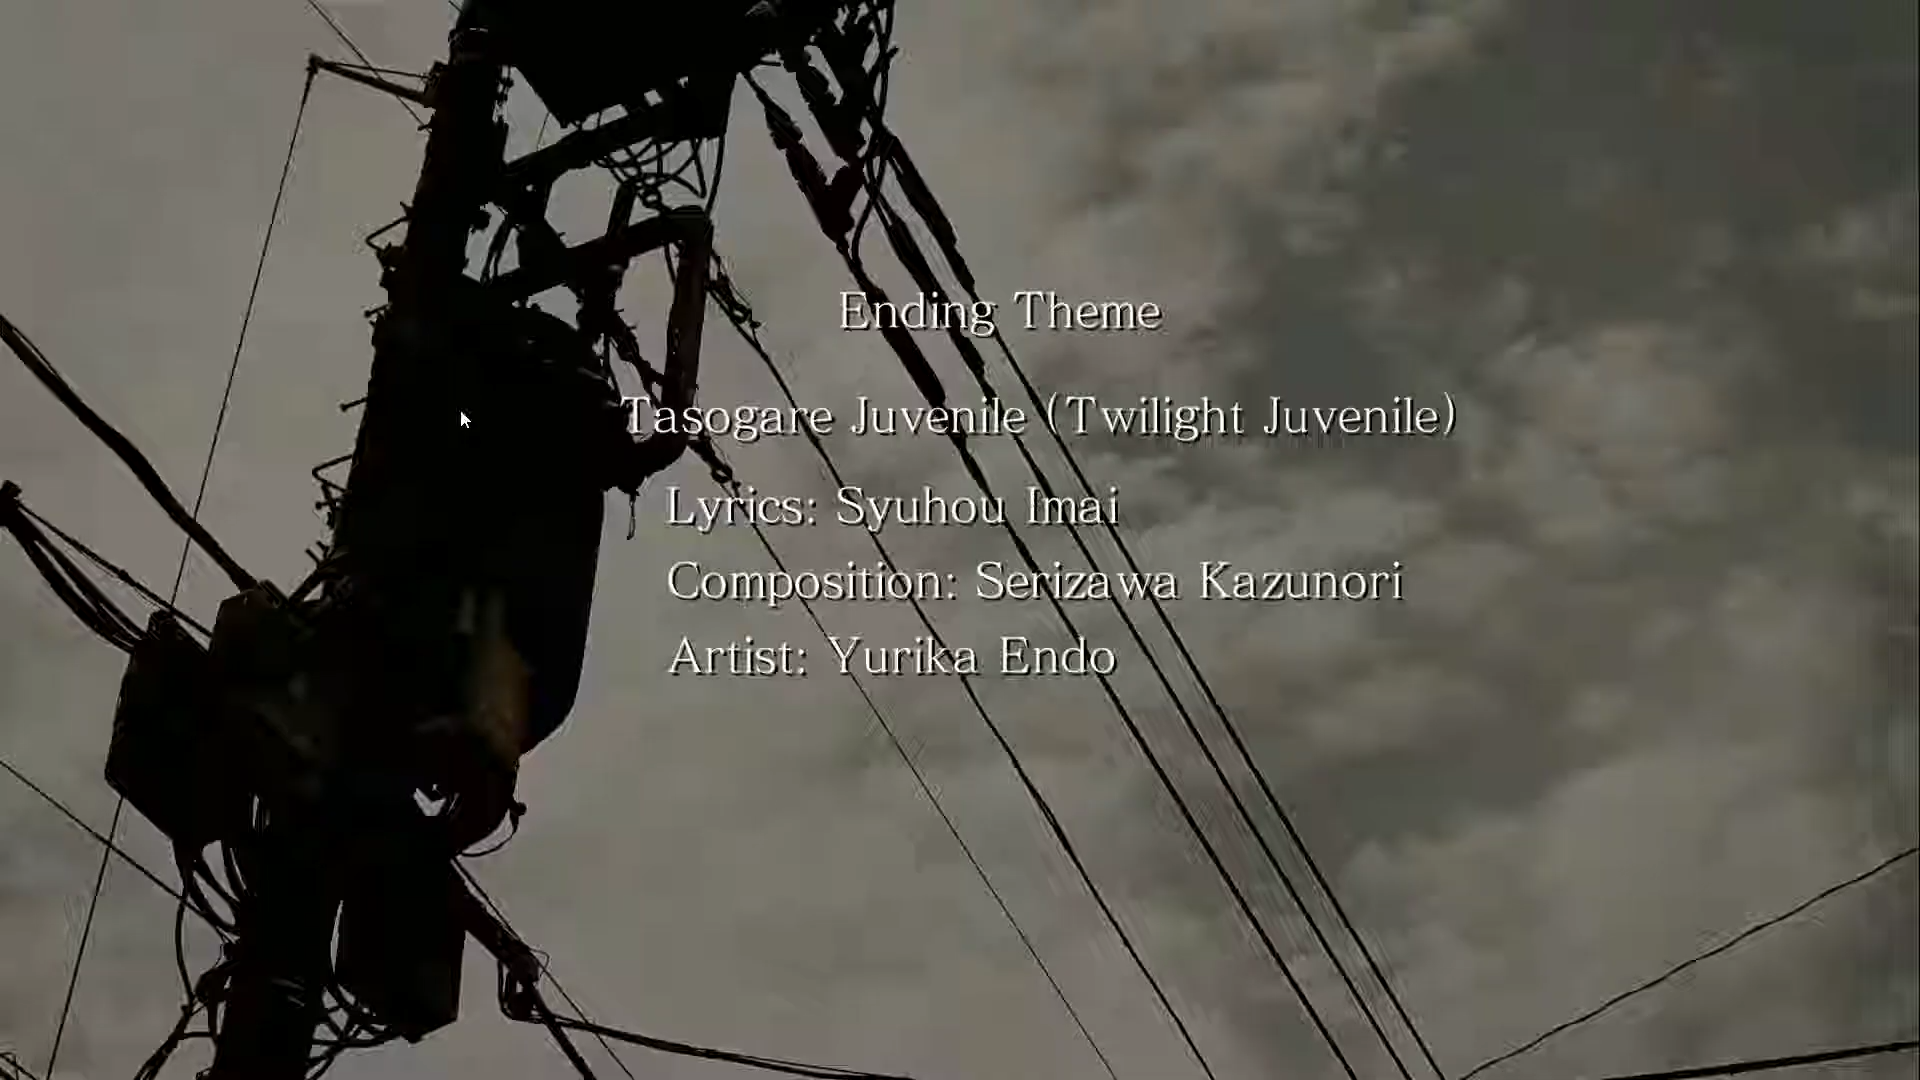 Ending Theme
Tasogare Juvenile (Twilight Juvenile)
Lyrics: Syuhou Imai
Composition: Serizawa Kazunori
Artist: Yurika Endo